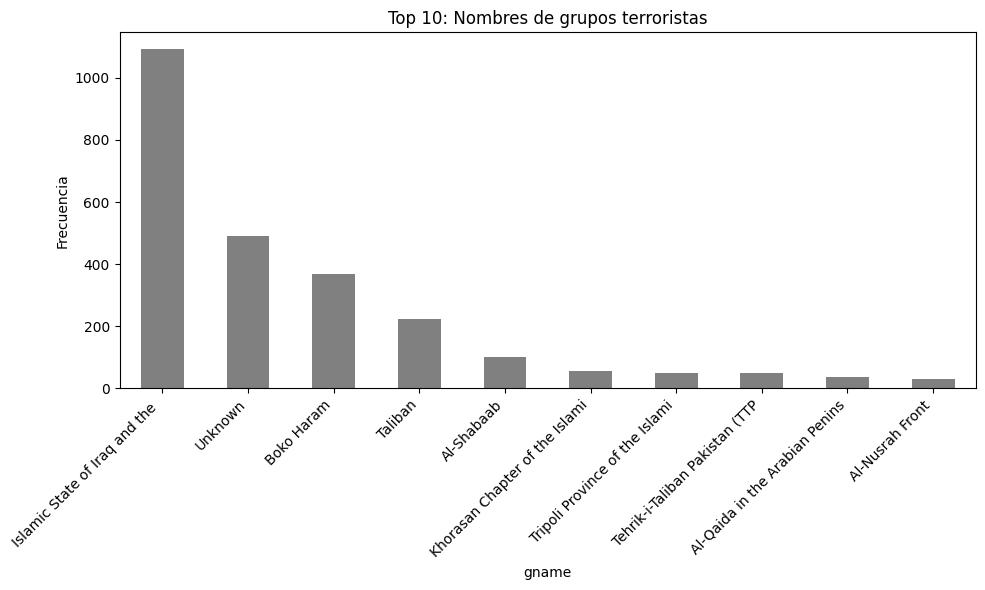 Top 10: Nombres de grupos terroristas
Frecuencia
1000
800
600
400
200
0
Islamic State of Iraq and the
Unknown
Boko Haram
Taliban
Al-Shabaab
Khorasan Chapter of the Islami
Tripoli Province of the Islami
Tehrik-i-Taliban Pakistan (TTP
Al-Qaida in the Arabian Penins
Al-Nusrah Front
gname